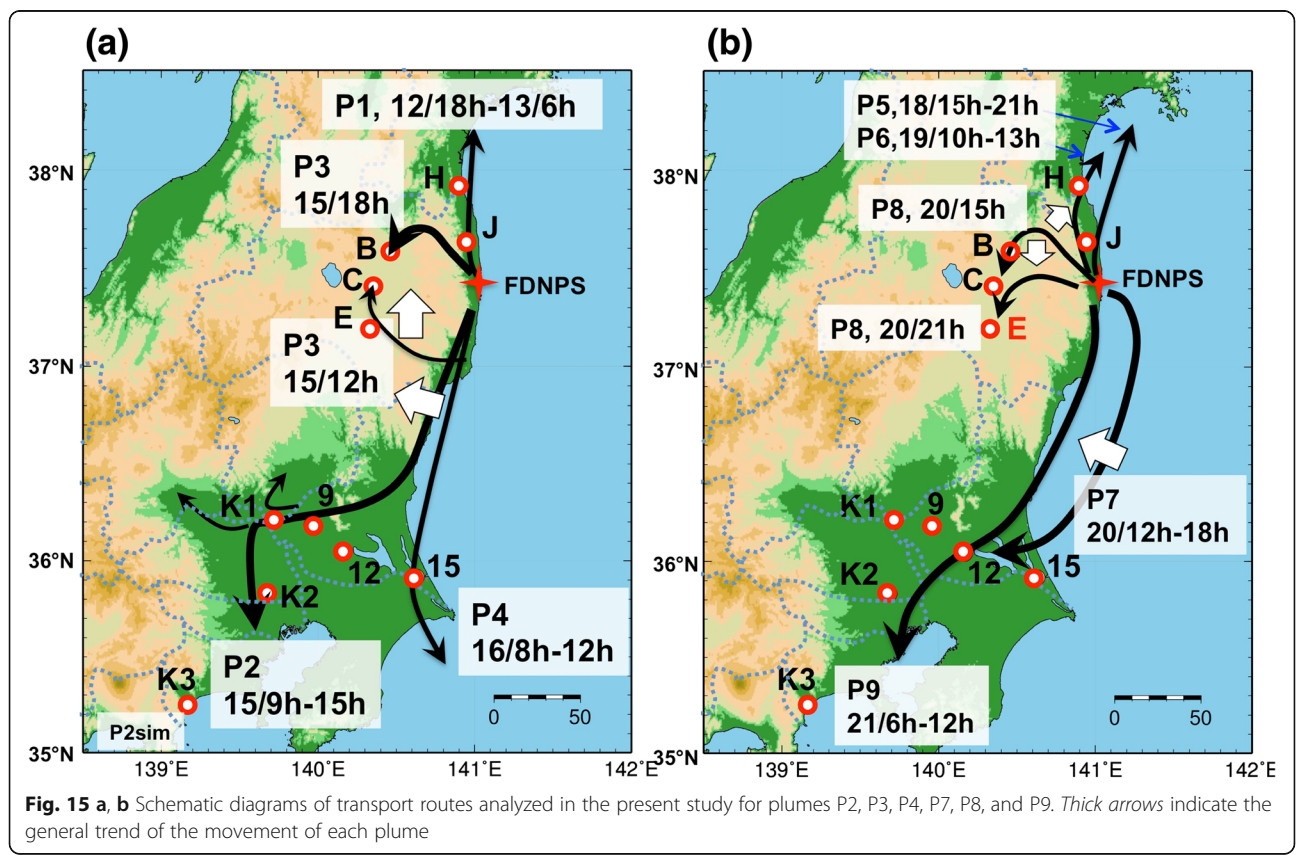 (a)
P1, 12/18h-13/6h
P3
15/18h
H
J
B
C
E
FDNPS
P3
15/12h
K1
9
12
15
K2
K3
P4
16/8h-12h
P2
15/9h-15h
P2sim
0 50
38°N
37°N
36°N
35°N
139°E 140°E 141°E 142°E
(b)
P5,18/15h-21h
P6,19/10h-13h
H
P8, 20/15h
J
B
C
E
FDNPS
P8, 20/21h
K1
9
12
15
K2
K3
P7
20/12h-18h
P9
21/6h-12h
0 50
38°N
37°N
36°N
35°N
139°E 140°E 141°E 142°E
Fig. 15 a, b Schematic diagrams of transport routes analyzed in the present study for plumes P2, P3, P4, P7, P8, and P9. Thick arrows indicate the
general trend of the movement of each plume